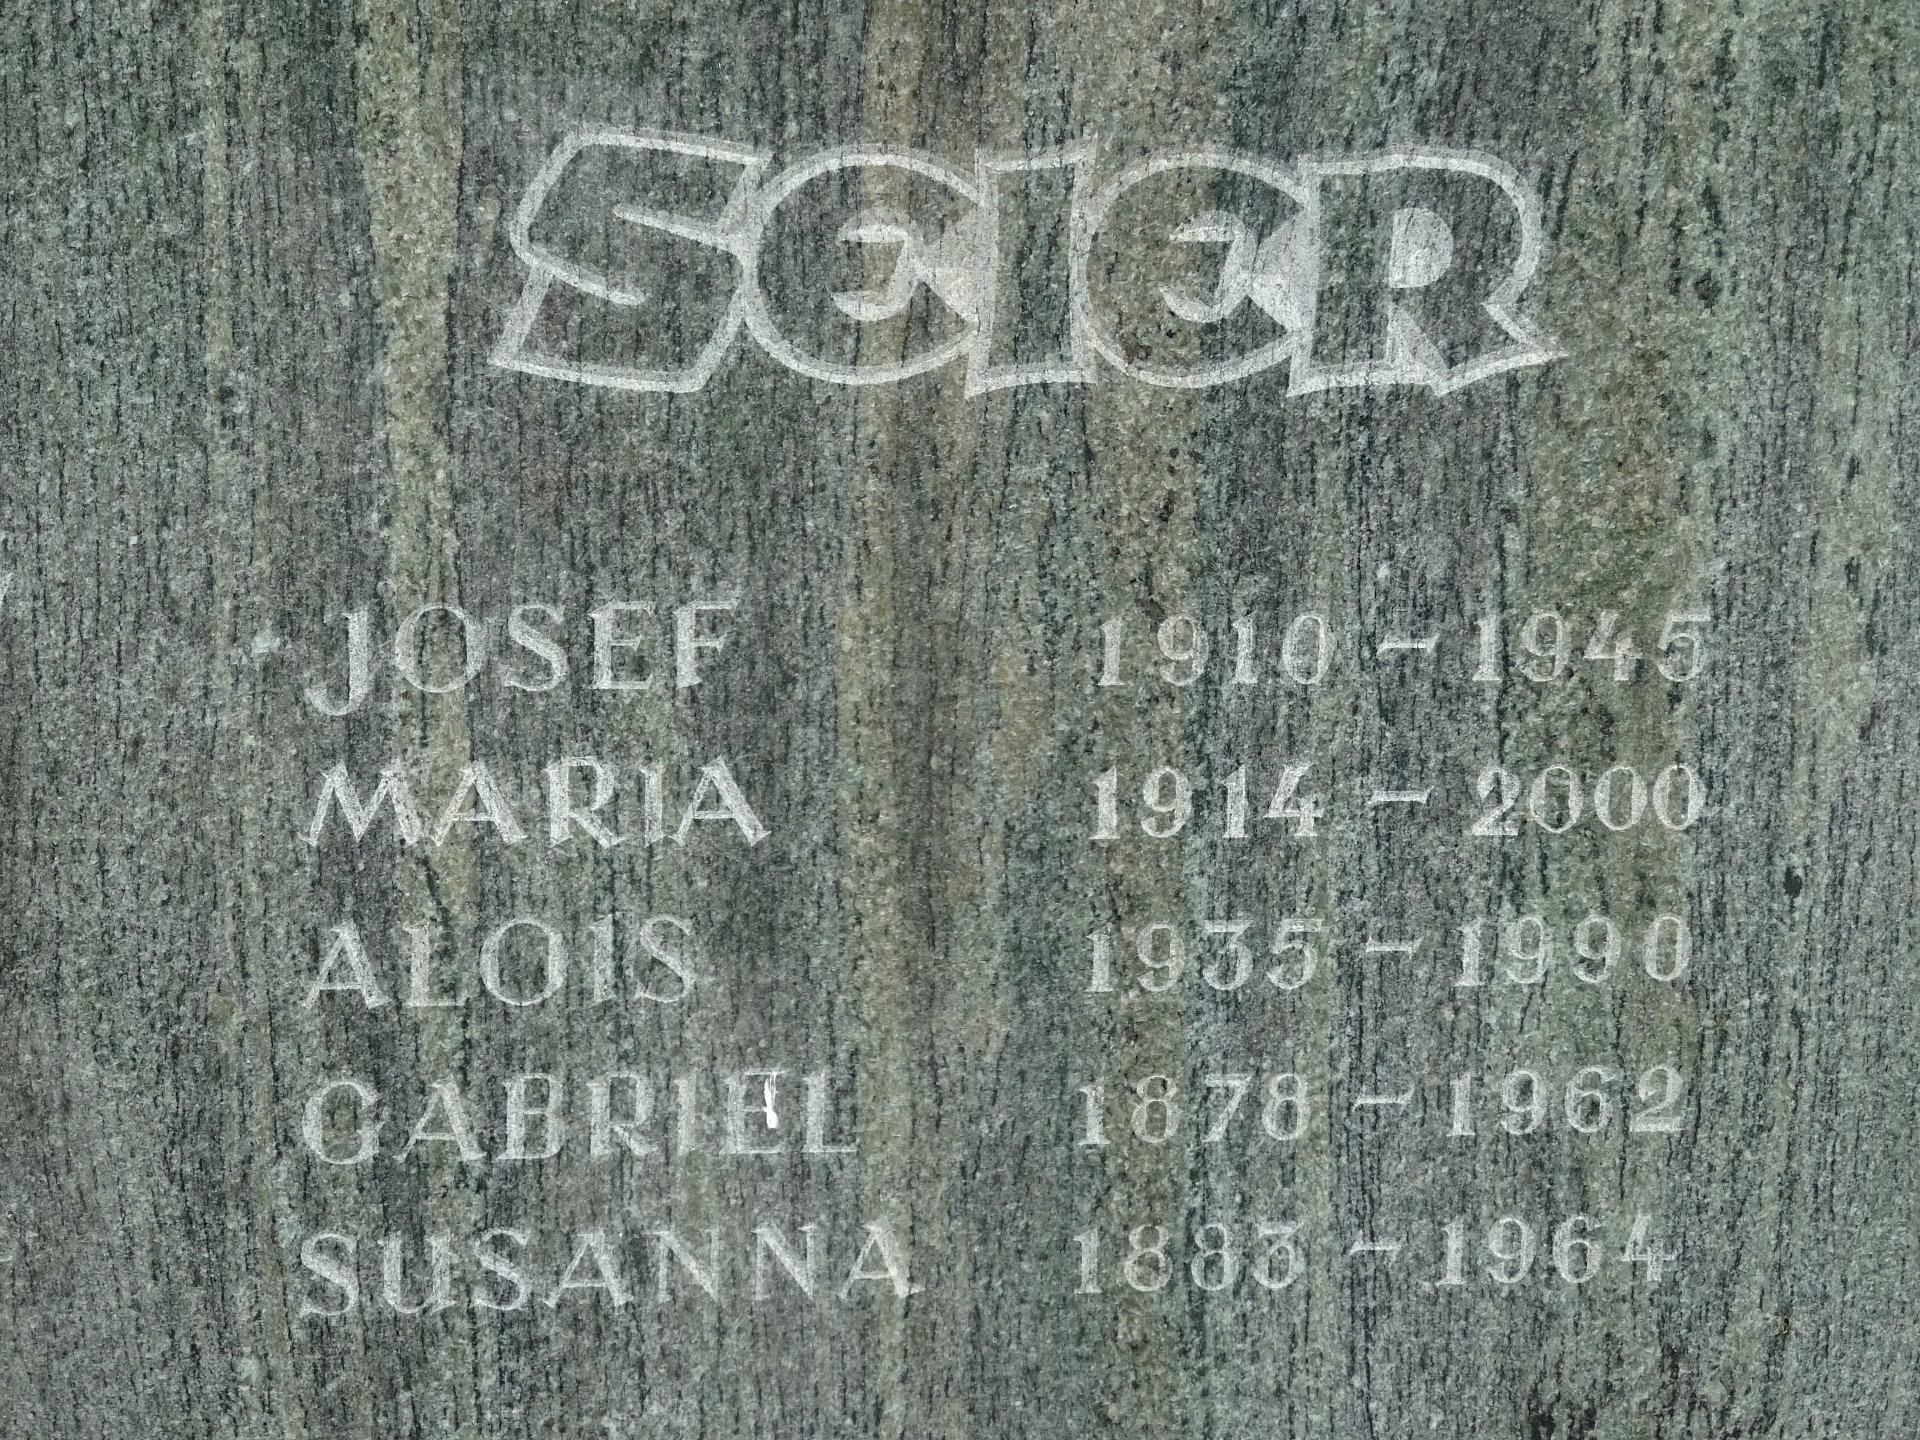 SEIER
JOSEF 1910 – 1945
MARIA 1914 – 2000
ALOIS 1935 – 1990
GABRIEL 1878 – 1962
SUSANNA 1883 – 1964